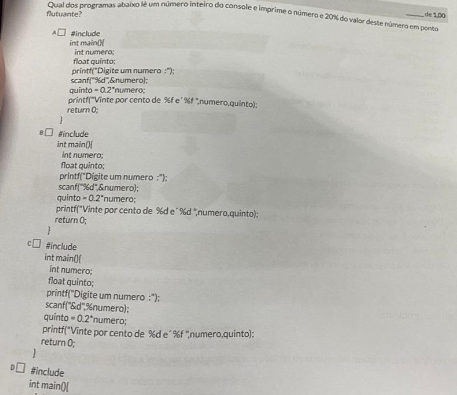 Qual dos programas abaixo lê um número inteiro do console e imprime o número e 20% do valor deste número em ponto
flutuante?
de 1,00
A #include
int main(){
int numero;
float quinto;
printf("Digite um numero :");
scanf("%d",&numero);
quinto = 0.2*numero;
printf("Vinte por cento de %f e´ %f ",numero,quinto);
return 0;
}
B #include
int main(){
int numero;
float quinto;
printf("Digite um numero :");
scanf("%d",&numero);
quinto = 0.2*numero;
printf("Vinte por cento de %d e´ %d ",numero,quinto);
return 0;
}
C #include
int main(){
int numero;
float quinto;
printf("Digite um numero :");
scanf("&d",%numero);
quinto = 0.2*numero;
printf("Vinte por cento de %d e´ %f ",numero,quinto);
return 0;
}
D #include
int main(){